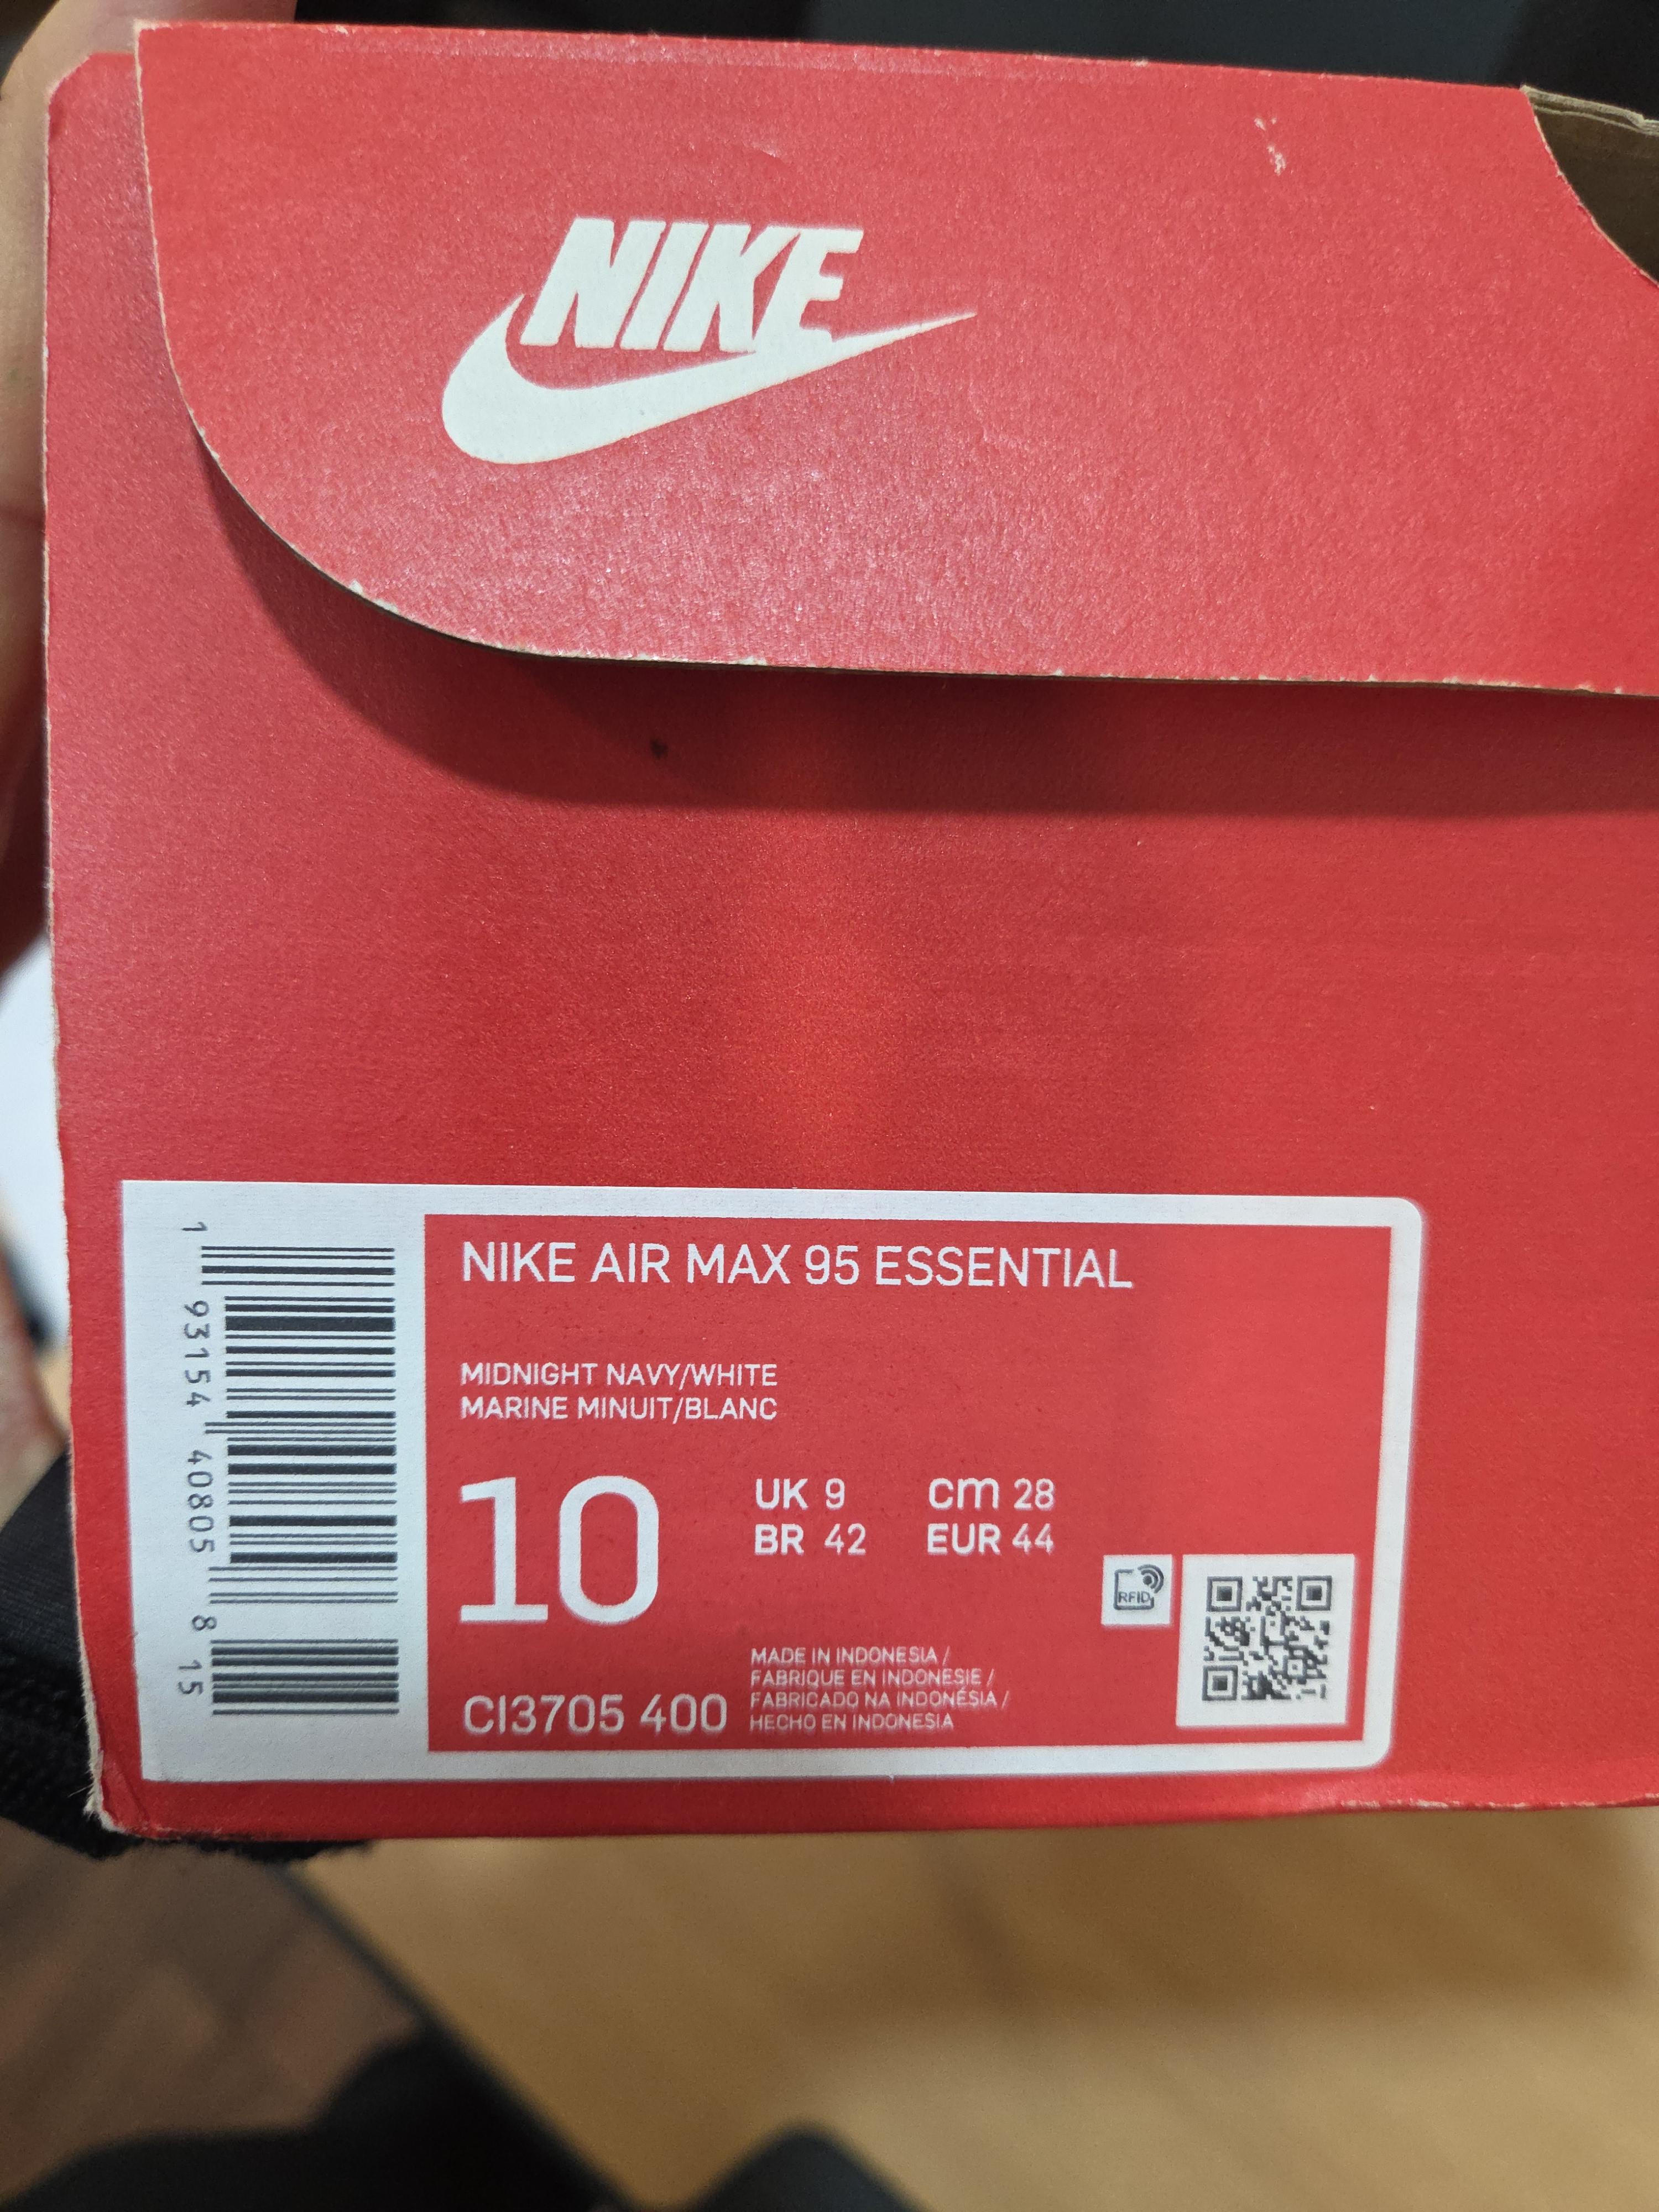 NIKE
NIKE AIR MAX 95 ESSENTIAL
MIDNIGHT NAVY/WHITE
MARINE MINUIT/BLANC
10
UK 9
cm 28
BR 42
EUR 44
RFID
MADE IN INDONESIA /
FABRIQUE EN INDONESIE /
FABRICADO NA INDONÉSIA /
HECHO EN INDONESIA
CI3705 400
1 93154 40805 8 15